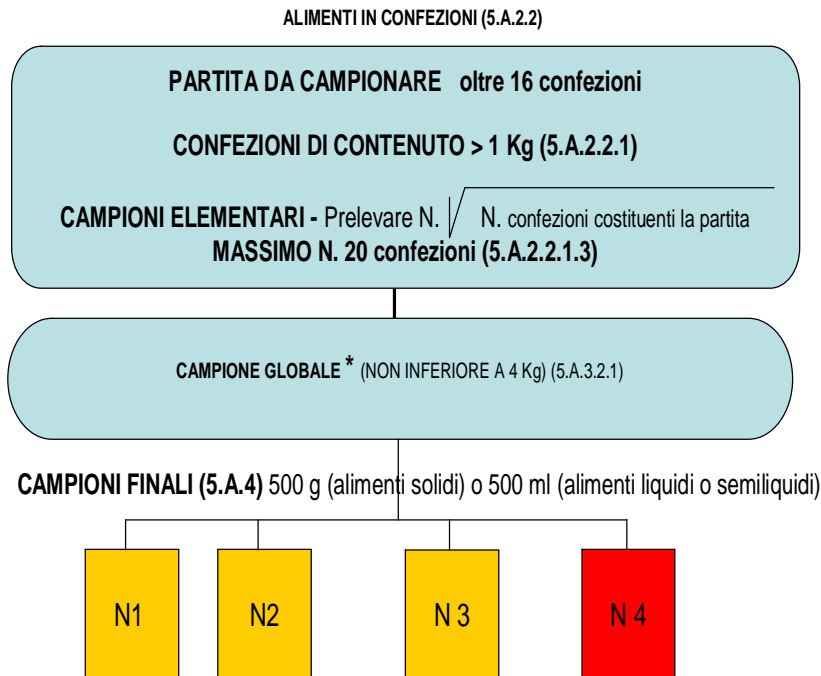 ALIMENTI IN CONFEZIONI (5.A.2.2)
PARTITA DA CAMPIONARE oltre 16 confezioni
CONFEZIONI DI CONTENUTO > 1 Kg (5.A.2.2.1)
CAMPIONI ELEMENTARI - Prelevare N. √ N. confezioni costituenti la partita
MASSIMO N. 20 confezioni (5.A.2.2.1.3)
CAMPIONE GLOBALE * (NON INFERIORE A 4 Kg) (5.A.3.2.1)
CAMPIONI FINALI (5.A.4) 500 g (alimenti solidi) o 500 ml (alimenti liquidi o semiliquidi)
N1 N2 N 3 N 4